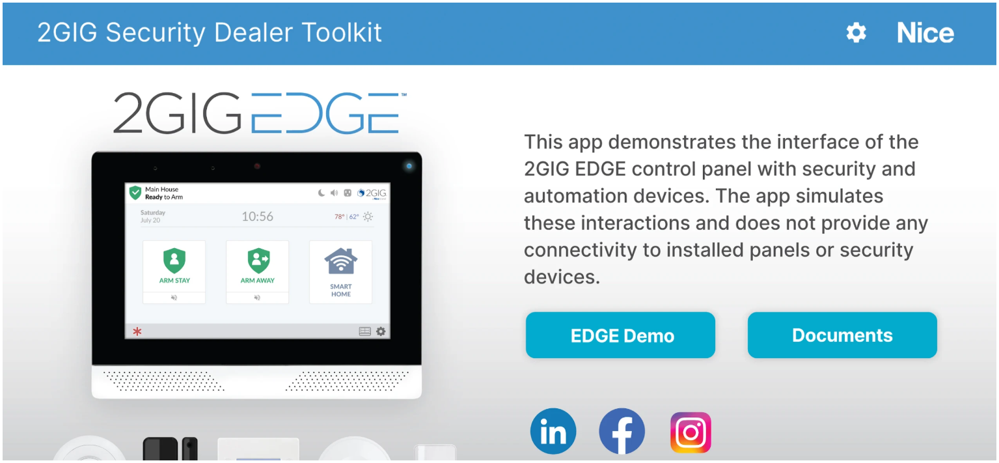 2GIG Security Dealer Toolkit
Nice
2GIG EDGE™
Main House
Ready to Arm
2GIG
Saturday
July 20
10:56
78° | 62°
ARM STAY
ARM AWAY
SMART
HOME
This app demonstrates the interface of the
2GIG EDGE control panel with security and
automation devices. The app simulates
these interactions and does not provide any
connectivity to installed panels or security
devices.
EDGE Demo
Documents
in
f